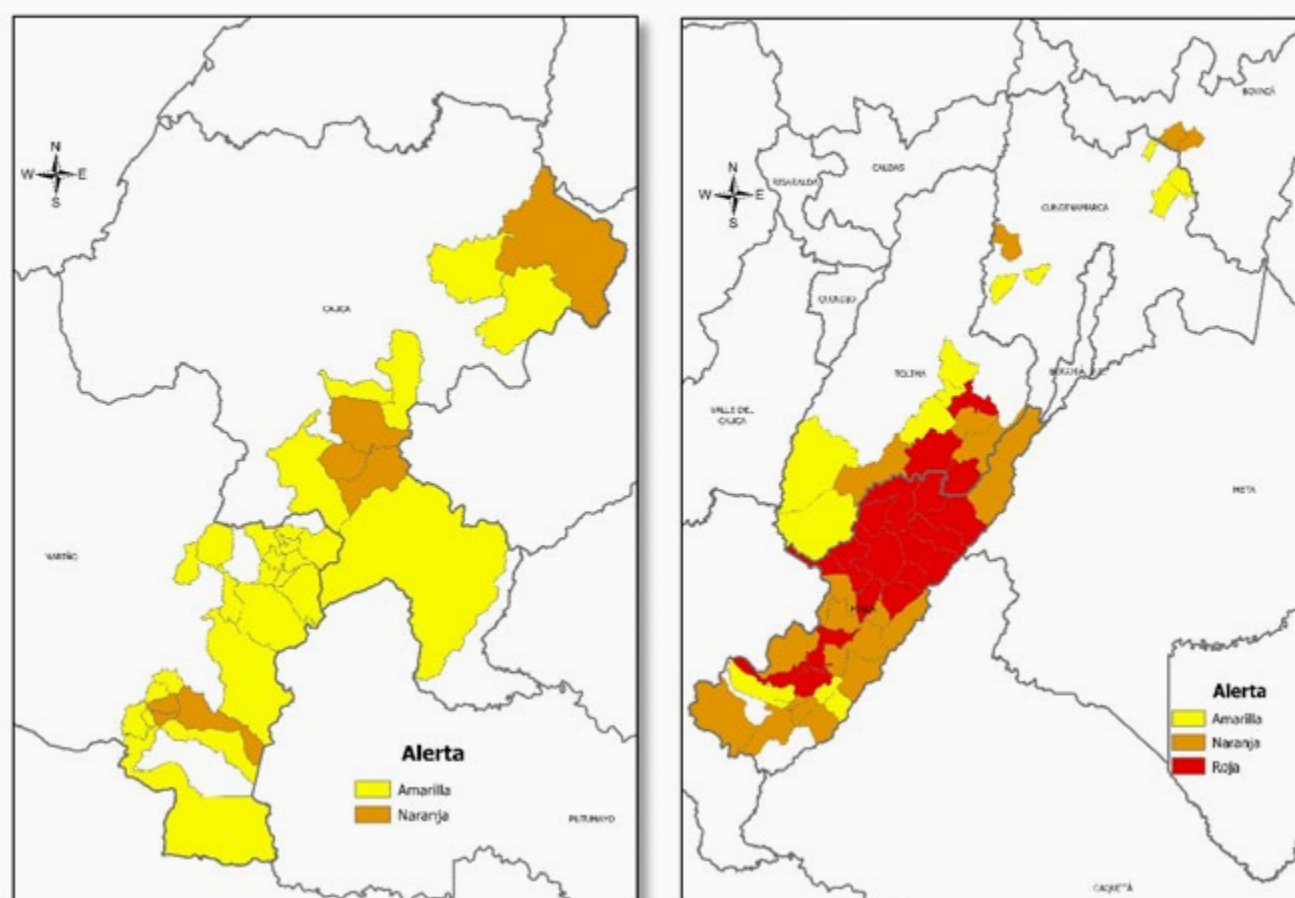 N
W E
S
CAUCA
NARIÑO
Alerta
Amarilla
Naranja
PUTUMAYO
BOYACÁ
N
W E
S
CALDAS
RISARALDA
CUNDINAMARCA
QUINDIO
TOLIMA
BOGOTÁ, D.C.
VALLE DEL
CAUCA
META
HUILA
Alerta
Amarilla
Naranja
Roja
CAQUETÁ